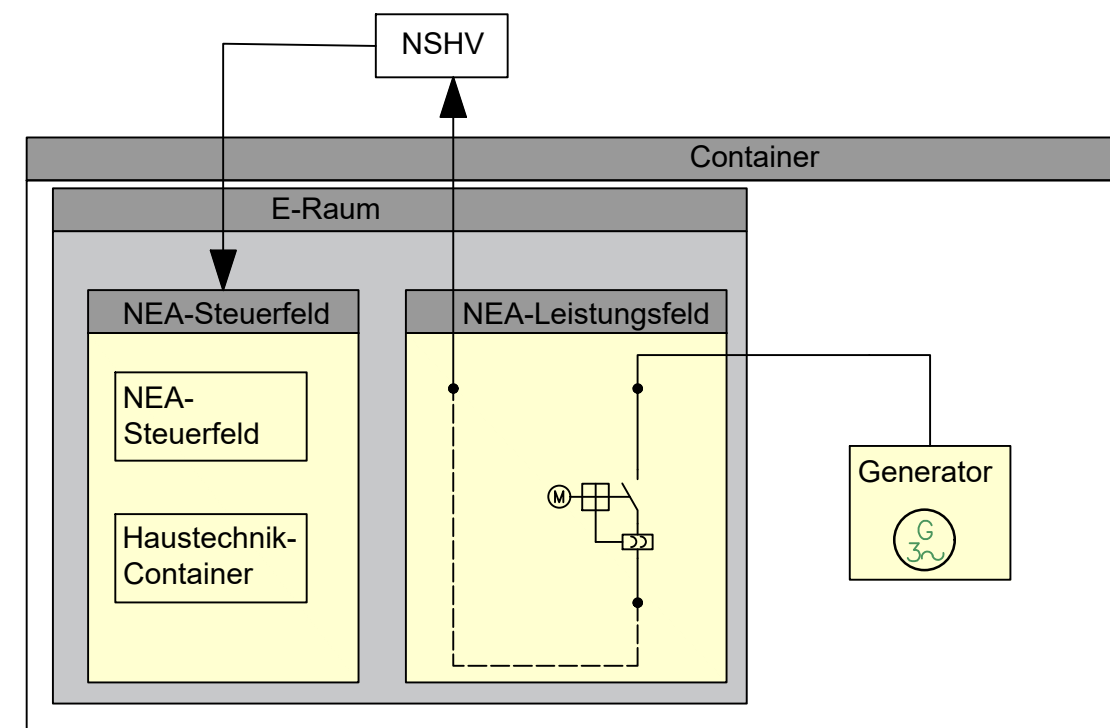 NSHV
Container
E-Raum
NEA-Steuerfeld
NEA-Leistungsfeld
NEA-
Steuerfeld
Haustechnik-
Container
M
Generator
G
3~